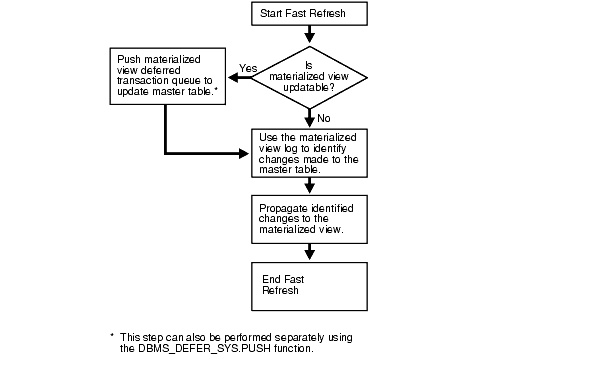 Start Fast Refresh
Is
materialized view
updatable?
Yes
Push materialized
view deferred
transaction queue to
update master table.*
No
Use the materialized
view log to identify
changes made to the
master table.
Propagate identified
changes to the
materialized view.
End Fast
Refresh
* This step can also be performed separately using
the DBMS_DEFER_SYS.PUSH function.